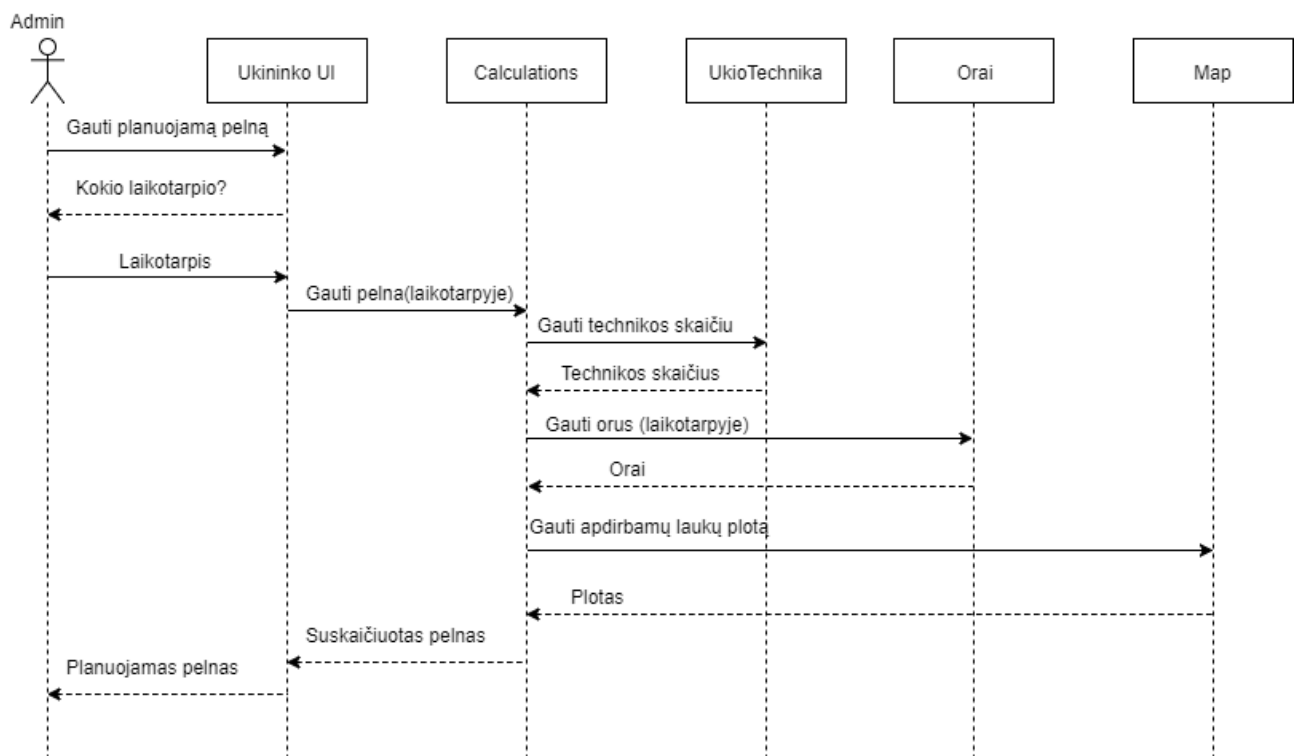 Admin
Ukininko UI
Calculations
UkioTechnika
Orai
Map
Gauti planuojamą pelną
Kokio laikotarpio?
Laikotarpis
Gauti pelna(laikotarpyje)
Gauti technikos skaičiu
Technikos skaičius
Gauti orus (laikotarpyje)
Orai
Gauti apdirbamų laukų plotą
Plotas
Suskaičiuotas pelnas
Planuojamas pelnas